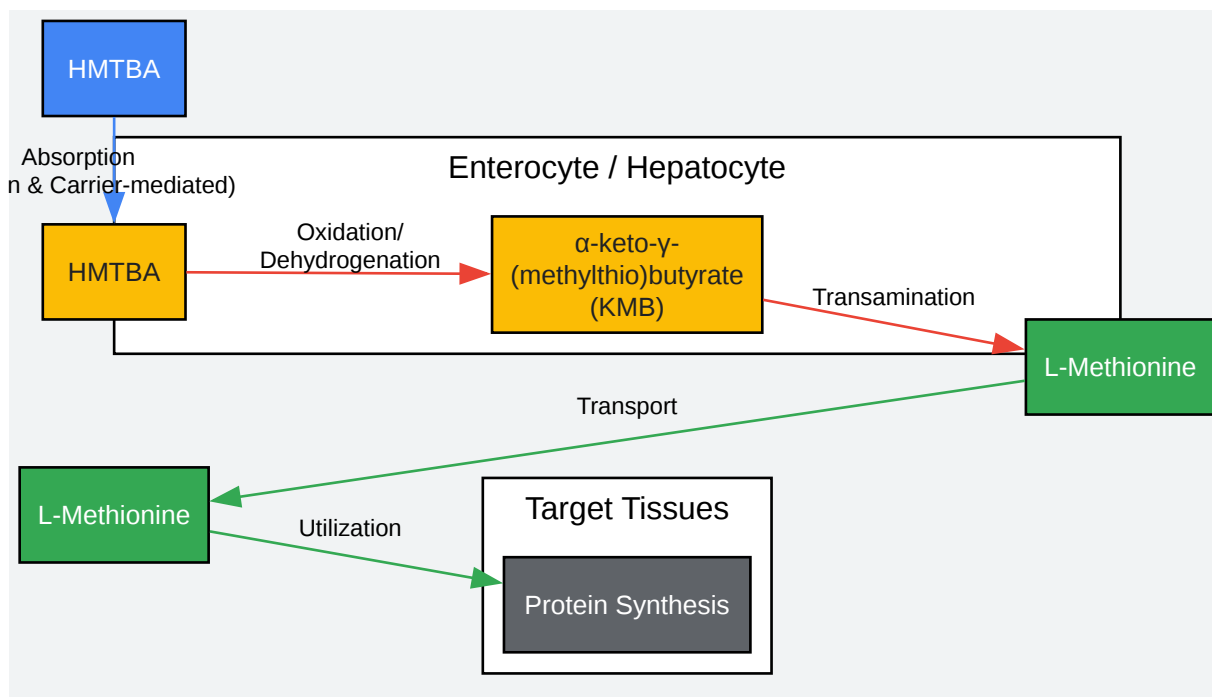 HMTBA
Absorption
n & Carrier-mediated)
Enterocyte / Hepatocyte
HMTBA
Oxidation/
Dehydrogenation
α-keto-γ-
(methylthio)butyrate
(KMB)
Transamination
L-Methionine
Transport
L-Methionine
Utilization
Target Tissues
Protein Synthesis